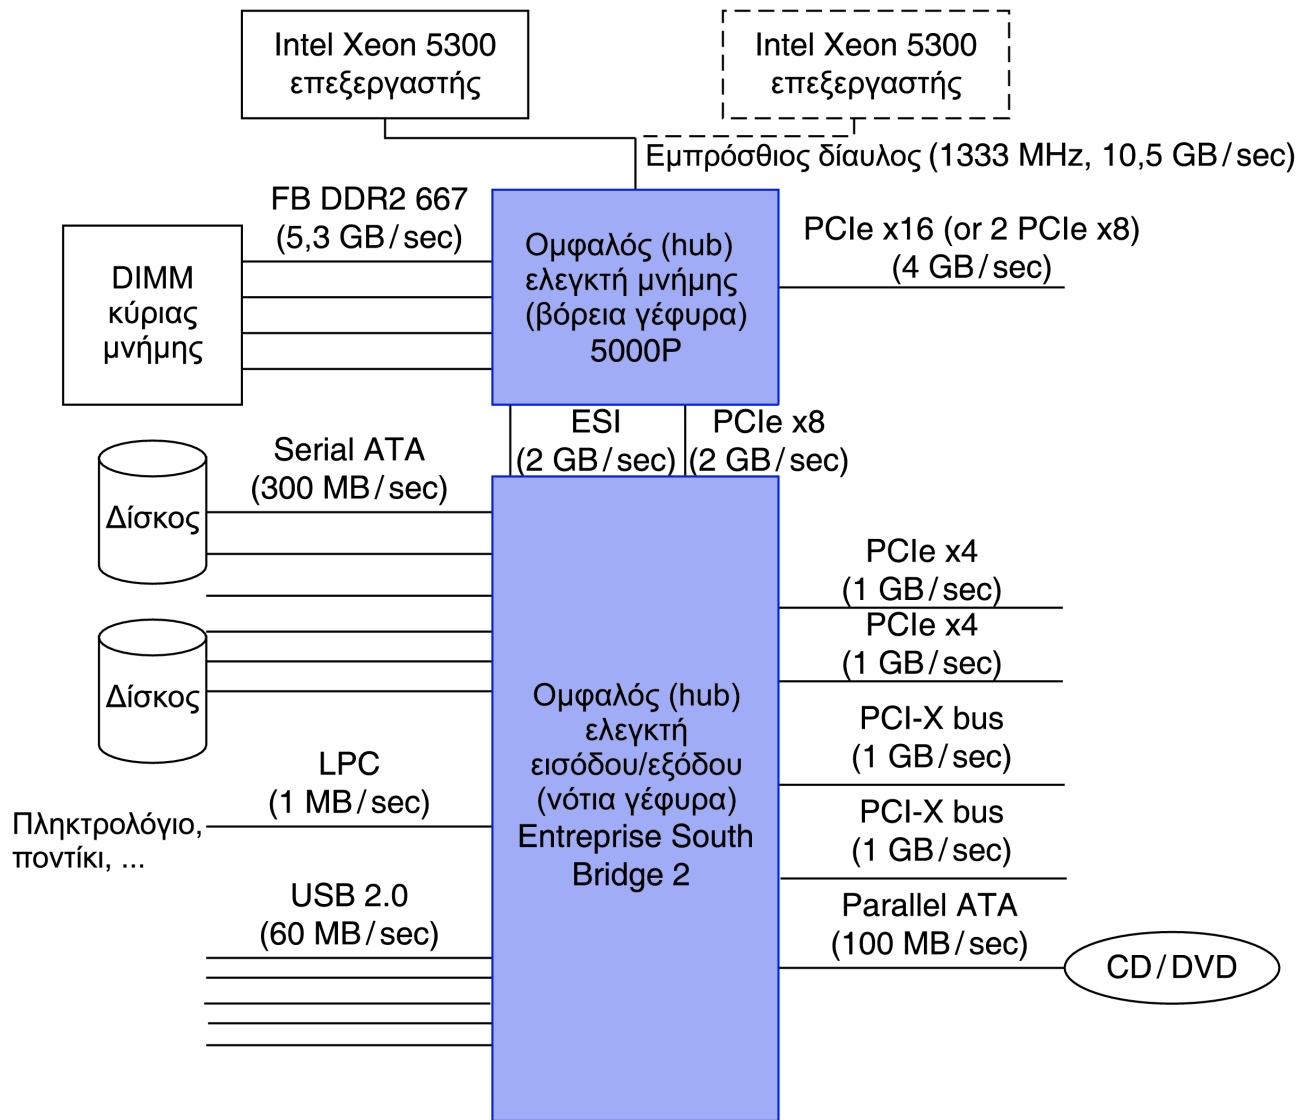 Intel Xeon 5300
επεξεργαστής
Intel Xeon 5300
επεξεργαστής
Εμπρόσθιος δίαυλος (1333 MHz, 10,5 GB/sec)
FB DDR2 667
(5,3 GB/sec)
DIMM
κύριας
μνήμης
Ομφαλός (hub)
ελεγκτή μνήμης
(βόρεια γέφυρα)
5000P
PCIe x16 (or 2 PCIe x8)
(4 GB/sec)
ESI
(2 GB/sec)
PCIe x8
(2 GB/sec)
Serial ATA
(300 MB/sec)
Δίσκος
Δίσκος
LPC
(1 MB/sec)
Πληκτρολόγιο,
ποντίκι, ...
USB 2.0
(60 MB/sec)
Ομφαλός (hub)
ελεγκτή
εισόδου/εξόδου
(νότια γέφυρα)
Entreprise South
Bridge 2
PCIe x4
(1 GB/sec)
PCIe x4
(1 GB/sec)
PCI-X bus
(1 GB/sec)
PCI-X bus
(1 GB/sec)
Parallel ATA
(100 MB/sec)
CD/DVD